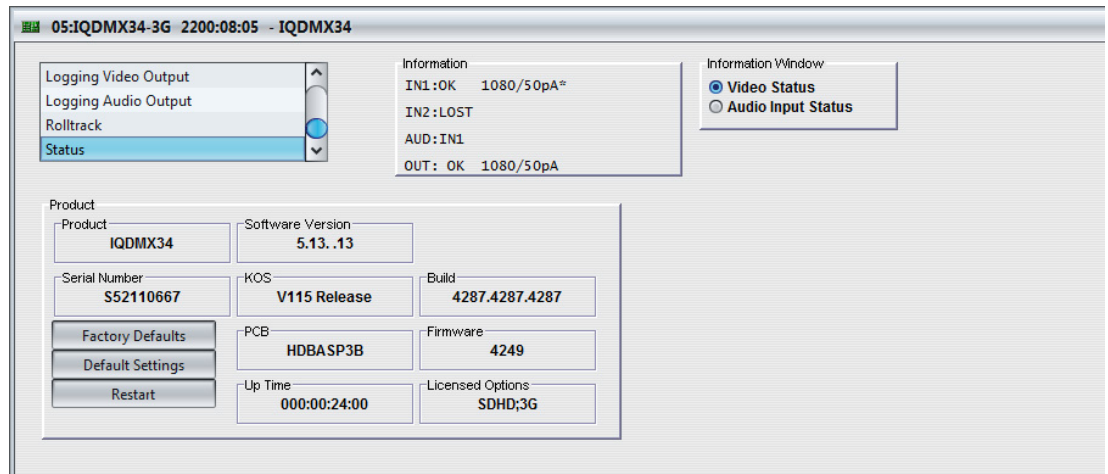 05:IQDMX34-3G 2200:08:05 - IQDMX34
Logging Video Output
Logging Audio Output
Rolltrack
Status
Information
IN1:OK 1080/50pA*
IN2:LOST
AUD:IN1
OUT: OK 1080/50pA
Information Window
Video Status
Audio Input Status
Product
Product
IQDMX34
Software Version
5.13. .13
Serial Number
S52110667
KOS
V115 Release
Build
4287.4287.4287
Factory Defaults
Default Settings
Restart
PCB
HDBASP3B
Firmware
4249
Up Time
000:00:24:00
Licensed Options
SDHD;3G